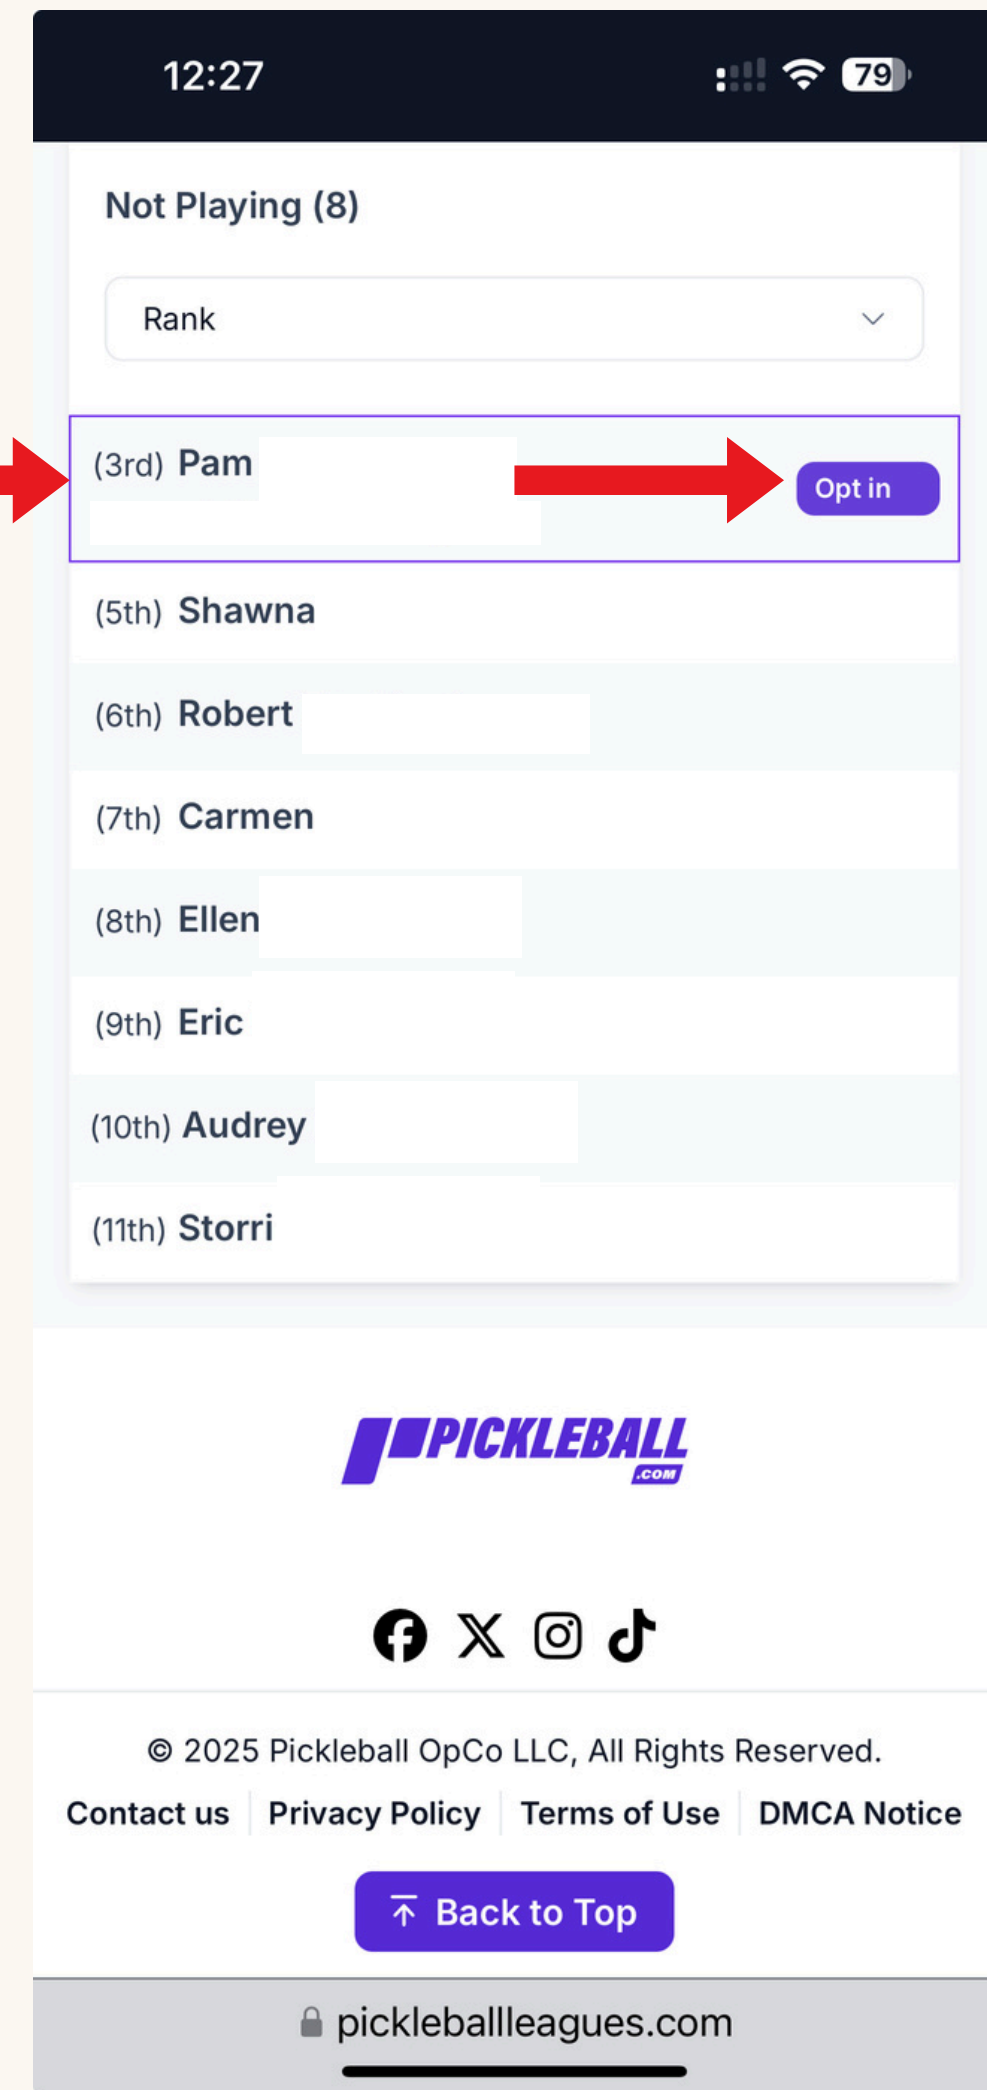 12:27
79
Not Playing (8)
Rank
(3rd) Pam
Opt in
(5th) Shawna
(6th) Robert
(7th) Carmen
(8th) Ellen
(9th) Eric
(10th) Audrey
(11th) Storri
PICKLEBALL
.COM
© 2025 Pickleball OpCo LLC, All Rights Reserved.
Contact us Privacy Policy Terms of Use DMCA Notice
Back to Top
pickleballleagues.com